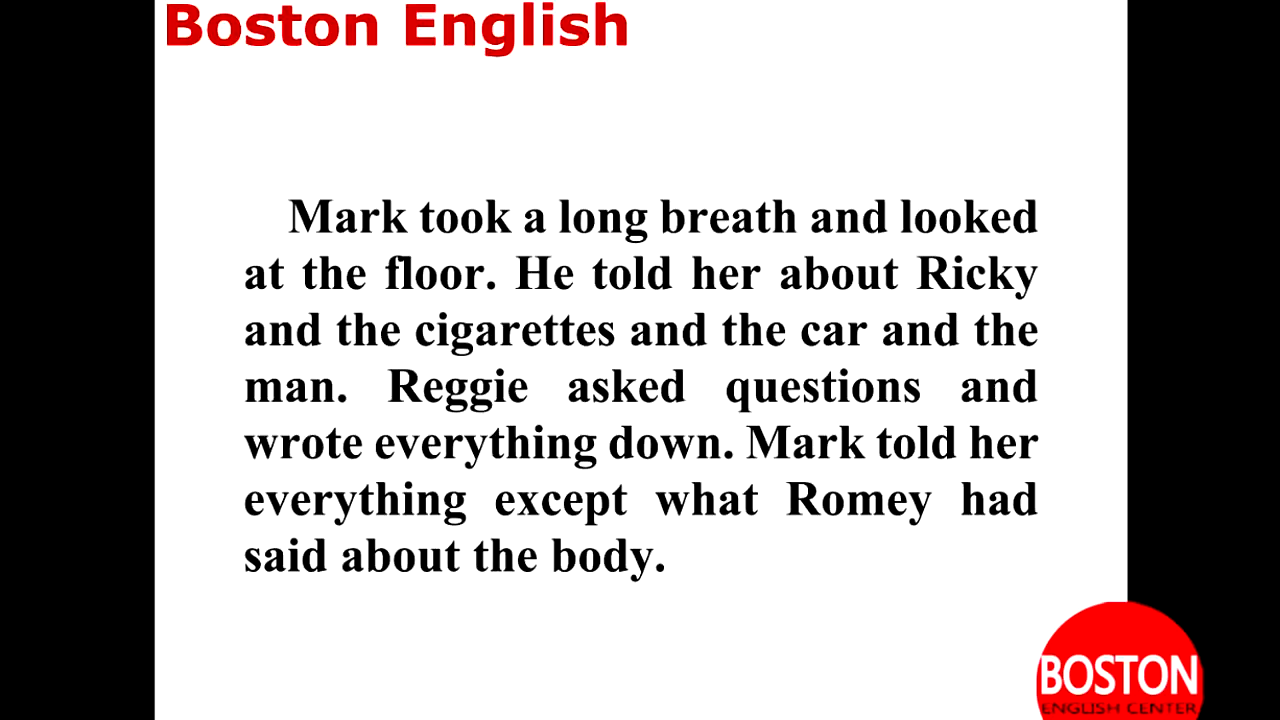 Boston English
Mark took a long breath and looked
at the floor. He told her about Ricky
and the cigarettes and the car and the
man. Reggie asked questions and
wrote everything down. Mark told her
everything except what Romey had
said about the body.
BOSTON
ENGLISH CENTER